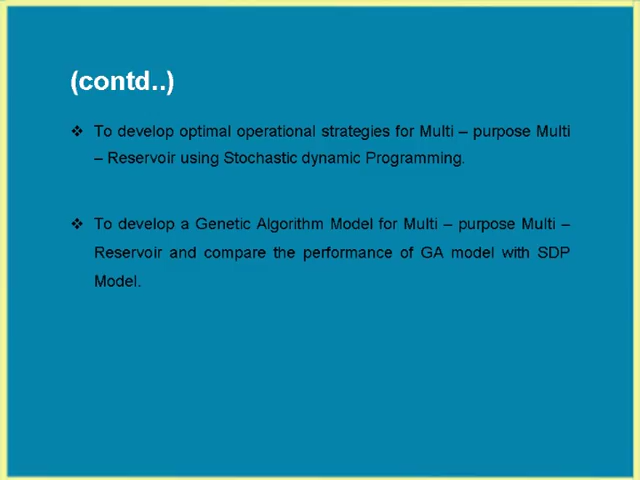 (contd..)
❖ To develop optimal operational strategies for Multi – purpose Multi
– Reservoir using Stochastic dynamic Programming.
❖ To develop a Genetic Algorithm Model for Multi – purpose Multi –
Reservoir and compare the performance of GA model with SDP
Model.